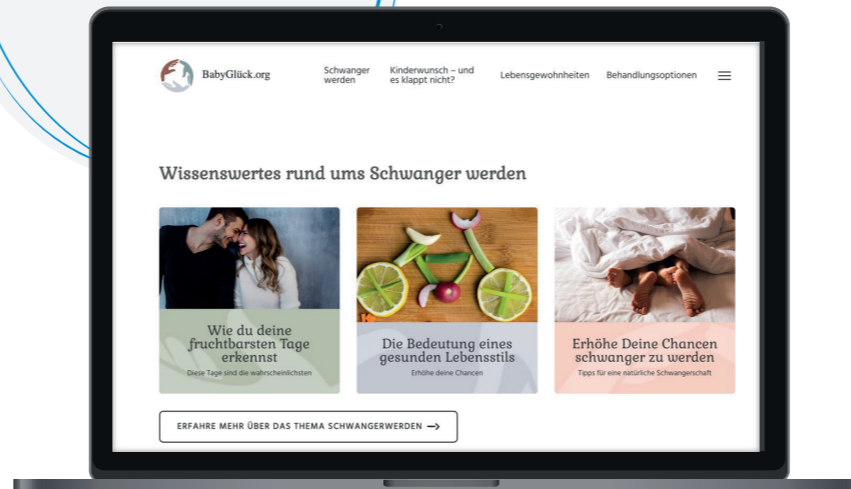 BabyGlück.org
Schwanger
werden
Kinderwunsch – und
es klappt nicht?
Lebensgewohnheiten
Behandlungsoptionen
Wissenswertes rund ums Schwanger werden
Wie du deine
fruchtbarsten Tage
erkennst
Diese Tage sind die wahrscheinlichsten
Die Bedeutung eines
gesunden Lebensstils
Erhöhe deine Chancen
Erhöhe Deine Chancen
schwanger zu werden
Tipps für eine natürliche Schwangerschaft
ERFAHRE MEHR ÜBER DAS THEMA SCHWANGERWERDEN